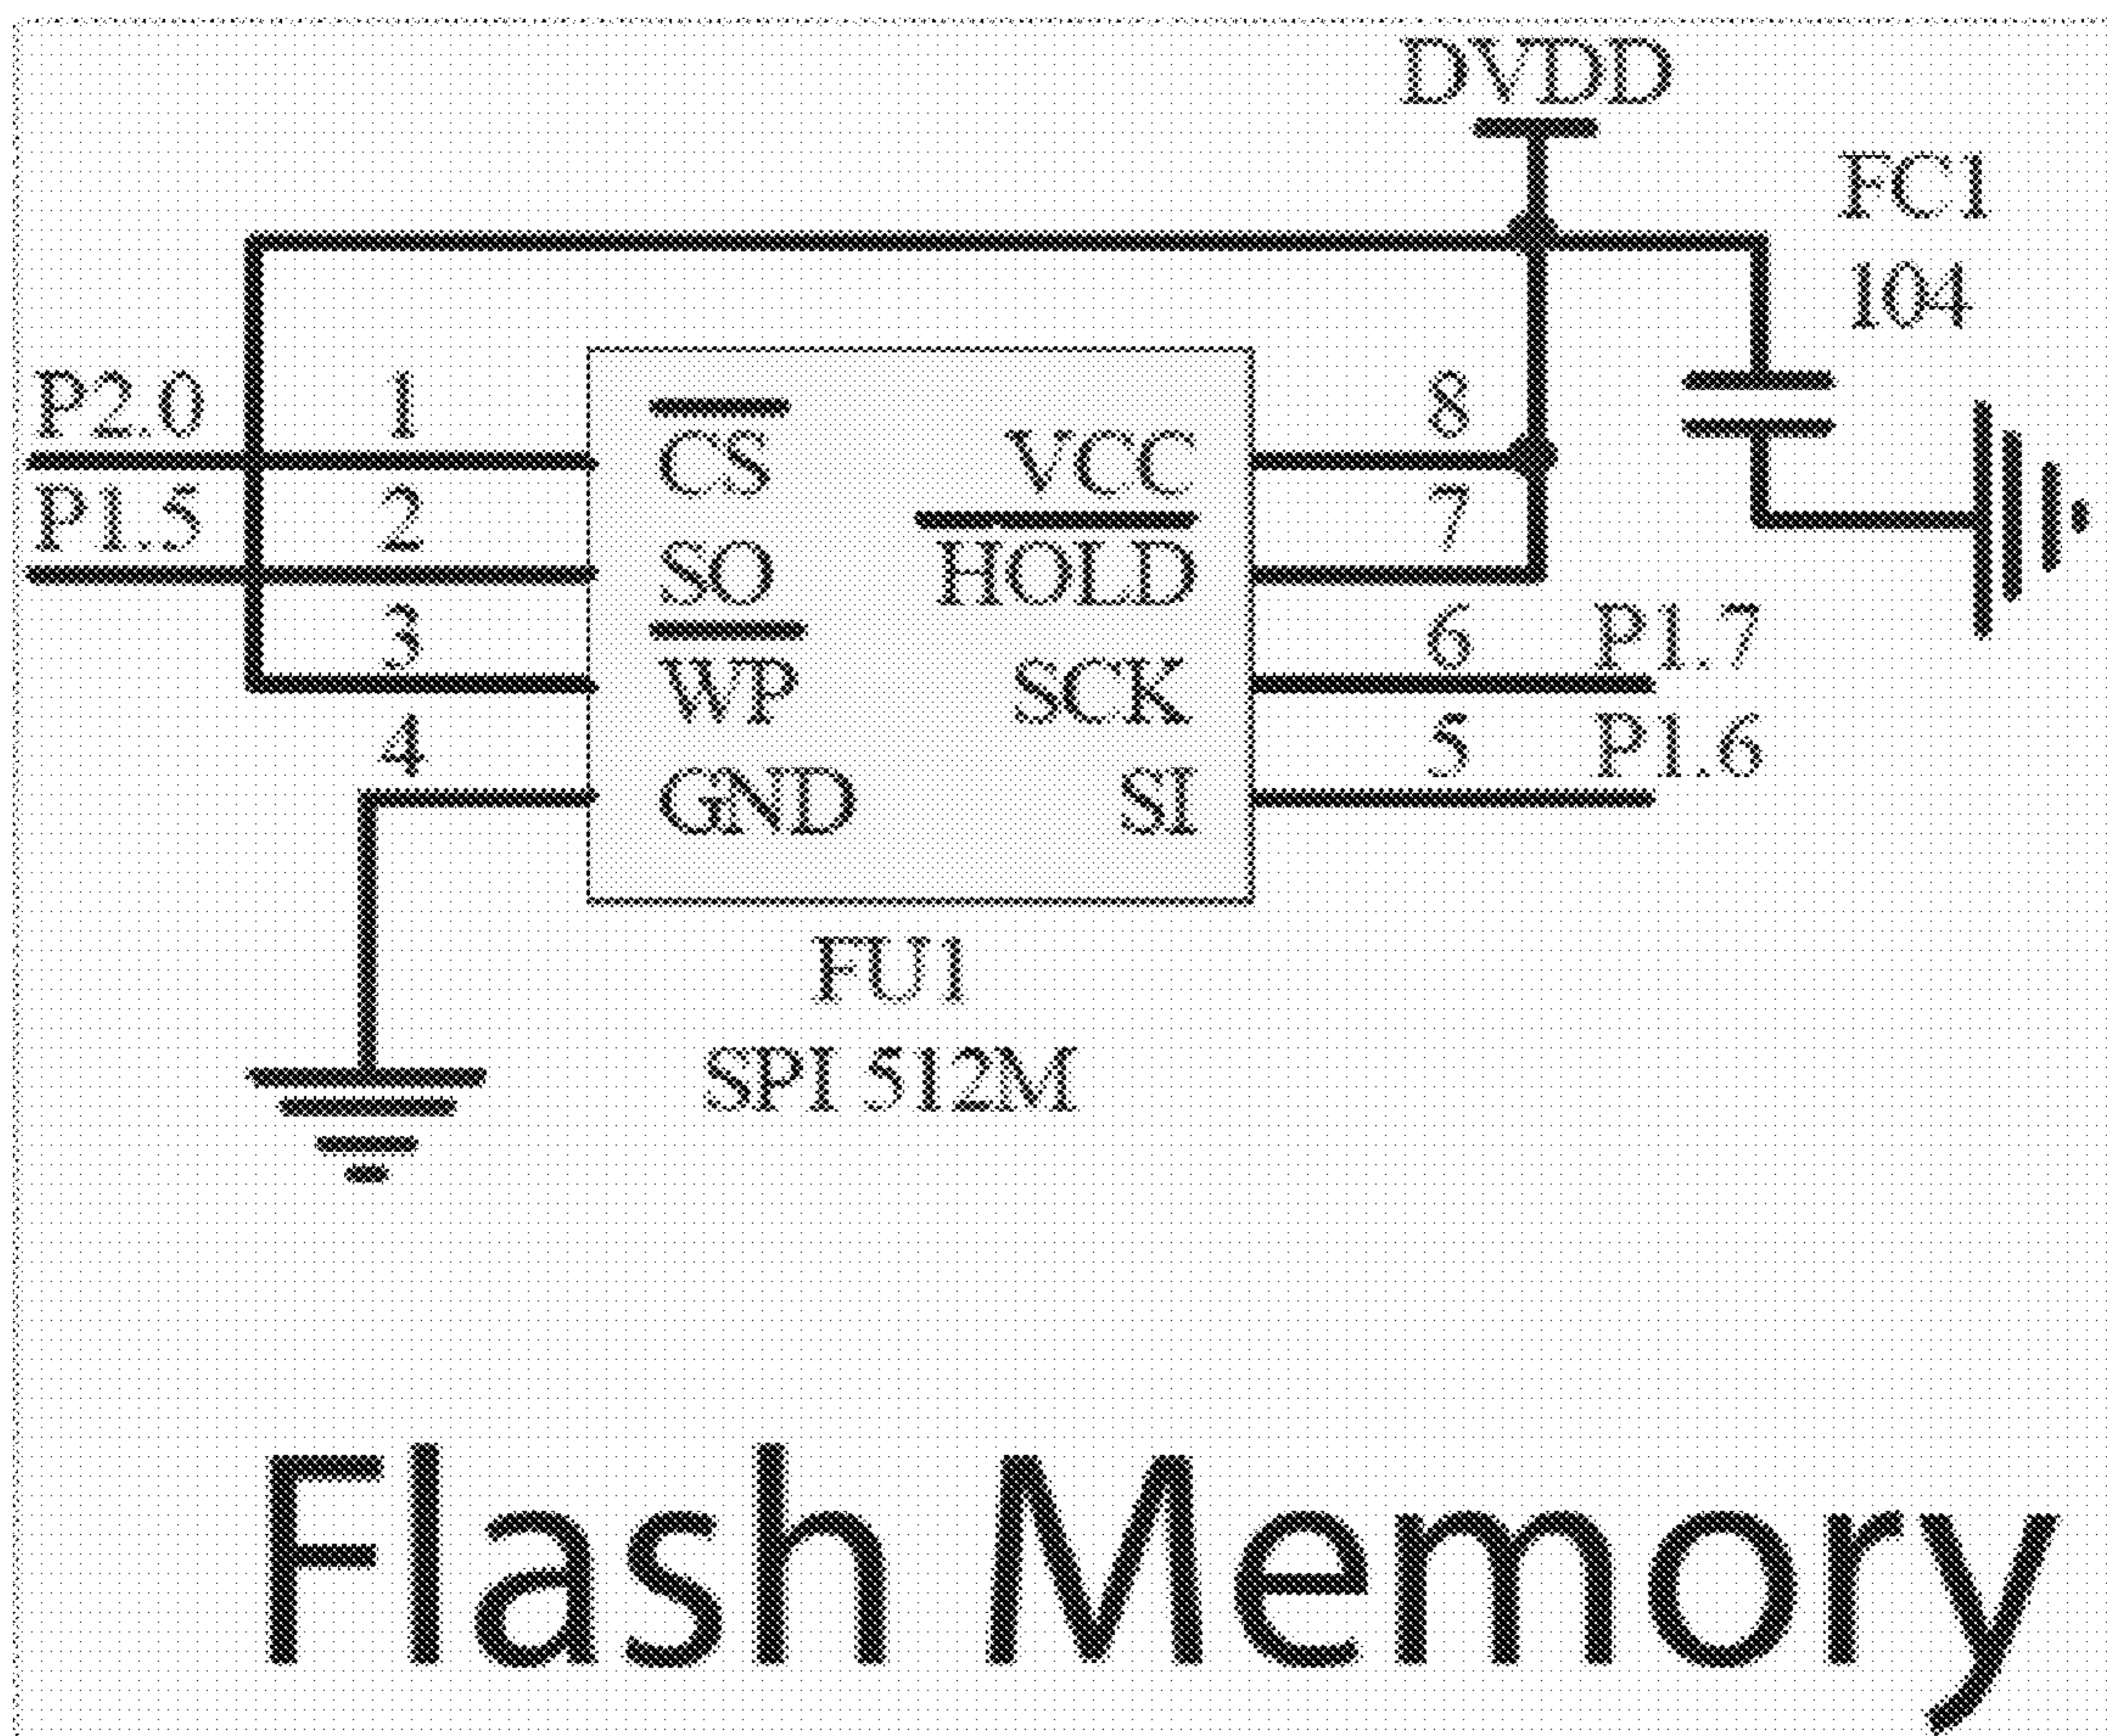 DVDD
FC1
104
P2.0 1
P1.5 2
3
4
CS
SO
WP
GND
VCC
HOLD
SCK
SI
8
7
6 P1.7
5 P1.6
FU1
SPI 512M
Flash Memory